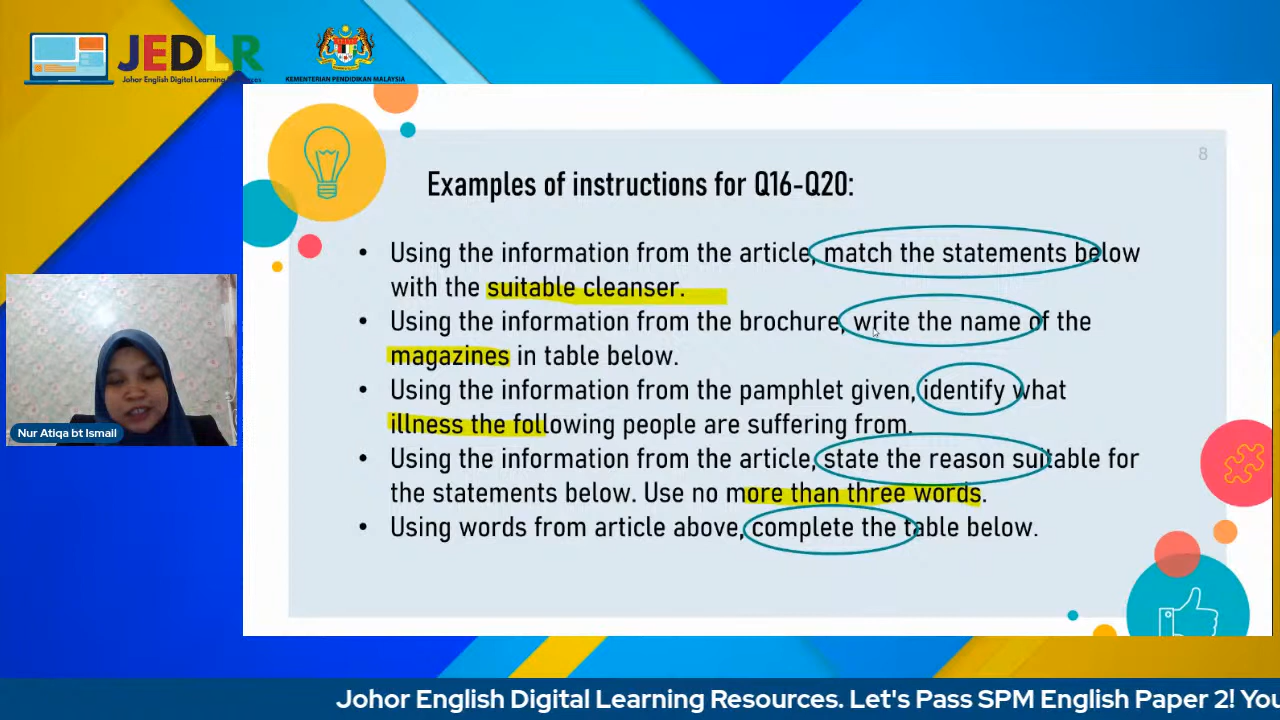 JEDLR
Johor English Digital Learning Resources
KEMENTERIAN PENDIDIKAN MALAYSIA
8
Examples of instructions for Q16-Q20:
• Using the information from the article, match the statements below
with the suitable cleanser.
• Using the information from the brochure, write the name of the
magazines in table below.
• Using the information from the pamphlet given, identify what
illness the following people are suffering from.
• Using the information from the article, state the reason suitable for
the statements below. Use no more than three words.
• Using words from article above, complete the table below.
Nur Atiqa bt Ismail
Johor English Digital Learning Resources. Let's Pass SPM English Paper 2! You